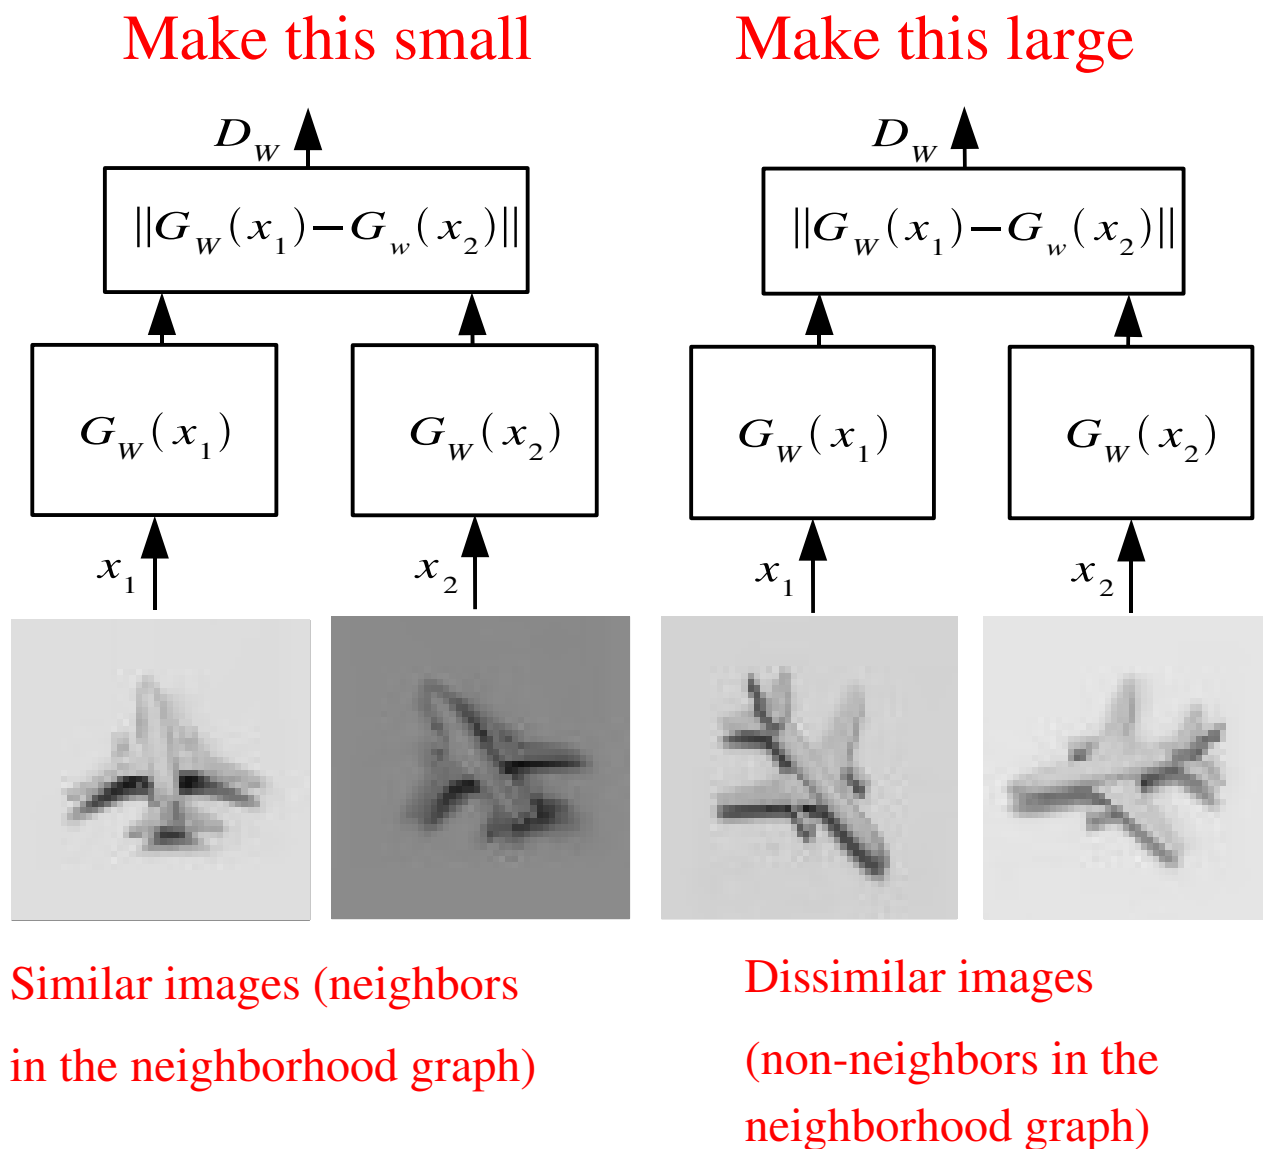 Make this small
D_W
||G_W(x_1)−G_w(x_2)||
G_W(x_1) G_W(x_2)
x_1 x_2
Similar images (neighbors
in the neighborhood graph)
Make this large
D_W
||G_W(x_1)−G_w(x_2)||
G_W(x_1) G_W(x_2)
x_1 x_2
Dissimilar images
(non-neighbors in the
neighborhood graph)